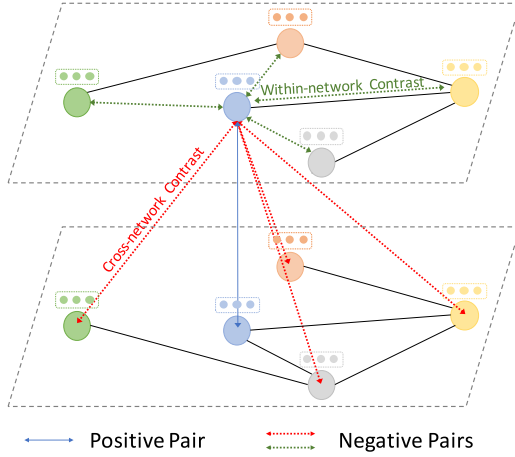 Within-network Contrast
Cross-network Contrast
Positive Pair
Negative Pairs